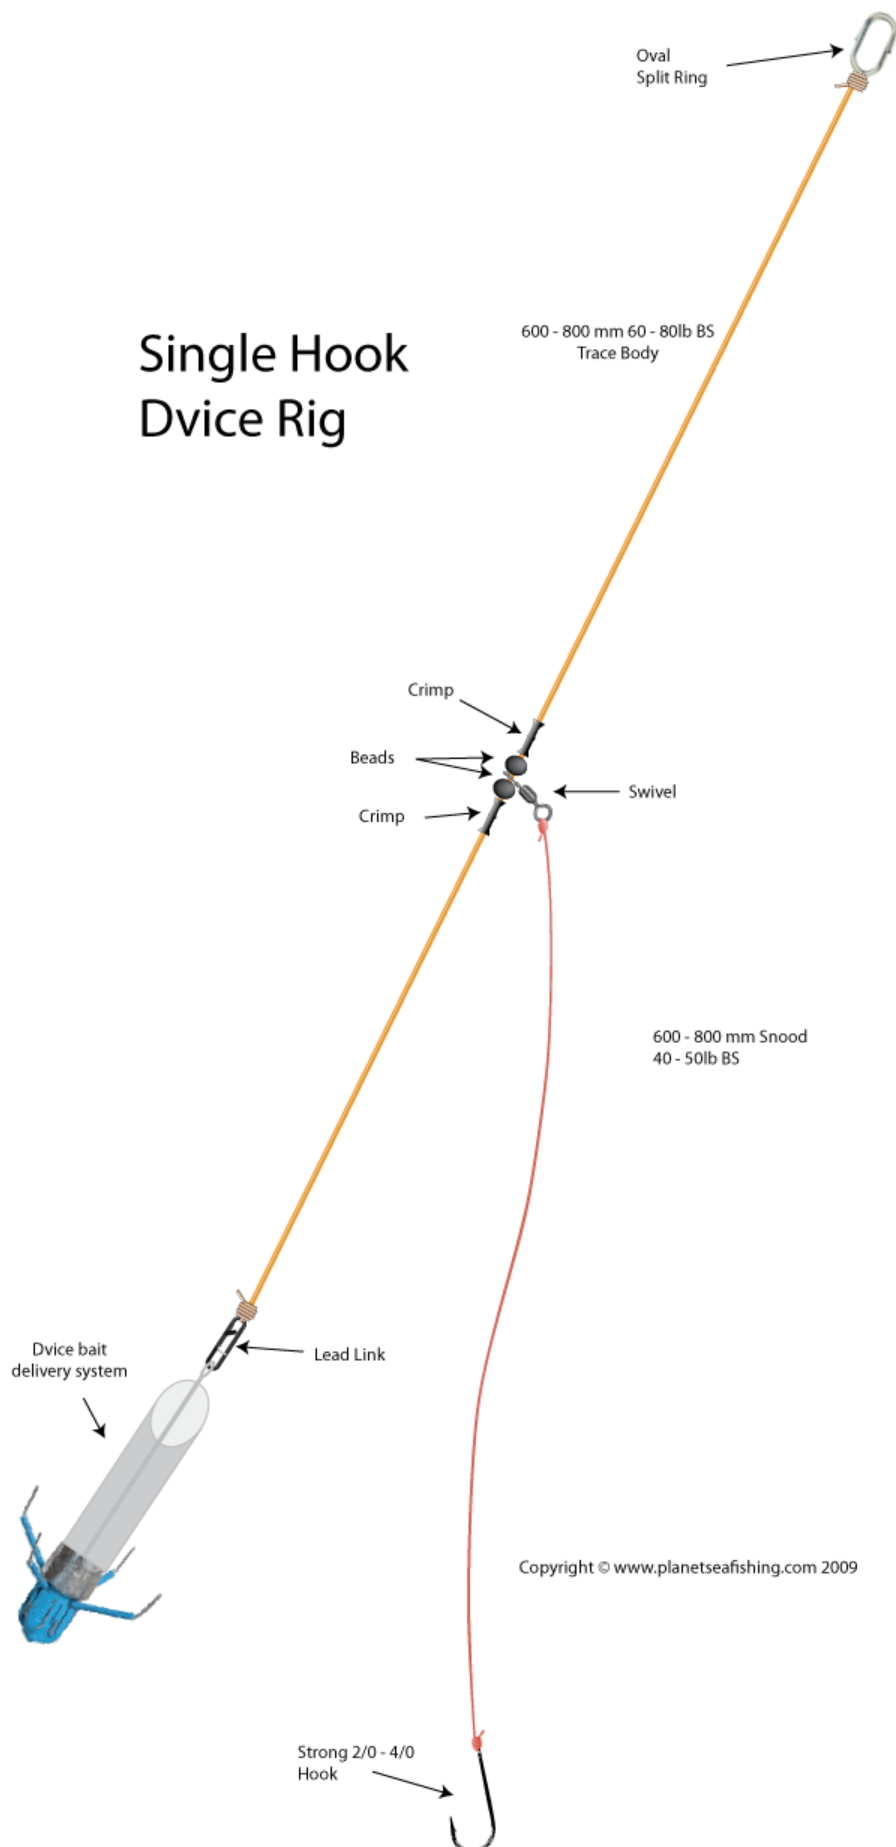 Oval
Split Ring
600 - 800 mm 60 - 80lb BS
Trace Body
Single Hook
Dvice Rig
Crimp
Beads
Swivel
Crimp
600 - 800 mm Snood
40 - 50lb BS
Dvice bait
delivery system
Lead Link
Copyright © www.planetseafishing.com 2009
Strong 2/0 - 4/0
Hook